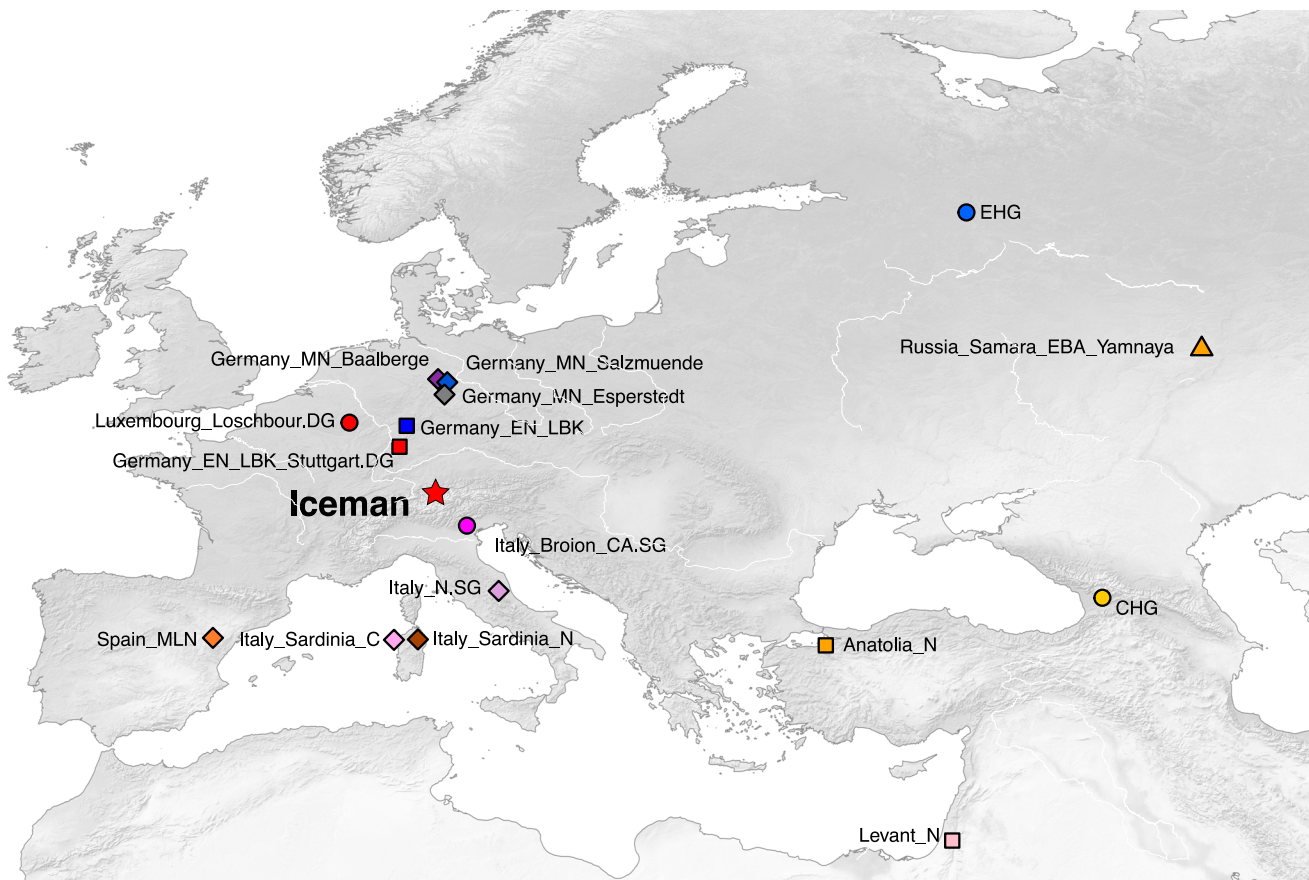 EHG
Russia_Samara_EBA_Yamnaya
Germany_MN_Baalberge
Germany_MN_Salzmuende
Germany_MN_Esperstedt
Luxembourg_Loschbour.DG
Germany_EN_LBK
Germany_EN_LBK_Stuttgart.DG
Iceman
Italy_Broion_CA.SG
Italy_N.SG
CHG
Spain_MLN
Italy_Sardinia_C
Italy_Sardinia_N
Anatolia_N
Levant_N